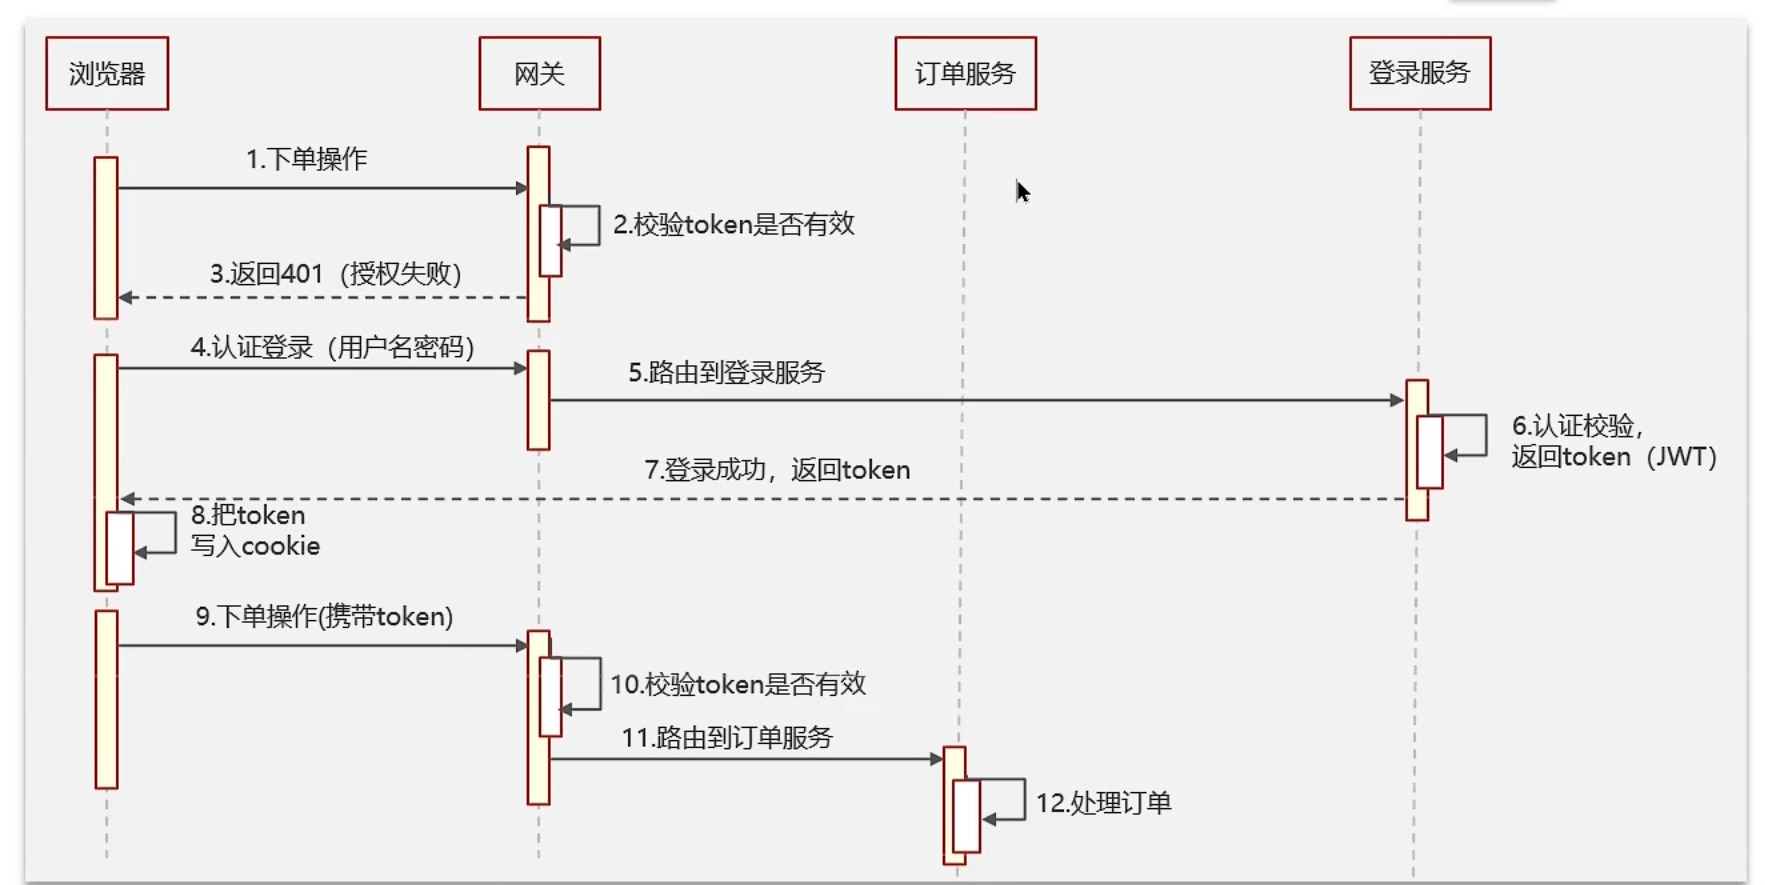 浏览器
网关
订单服务
登录服务
1.下单操作
2.校验token是否有效
3.返回401（授权失败）
4.认证登录（用户名密码）
5.路由到登录服务
6.认证校验，
返回token（JWT）
7.登录成功，返回token
8.把token
写入cookie
9.下单操作(携带token)
10.校验token是否有效
11.路由到订单服务
12.处理订单